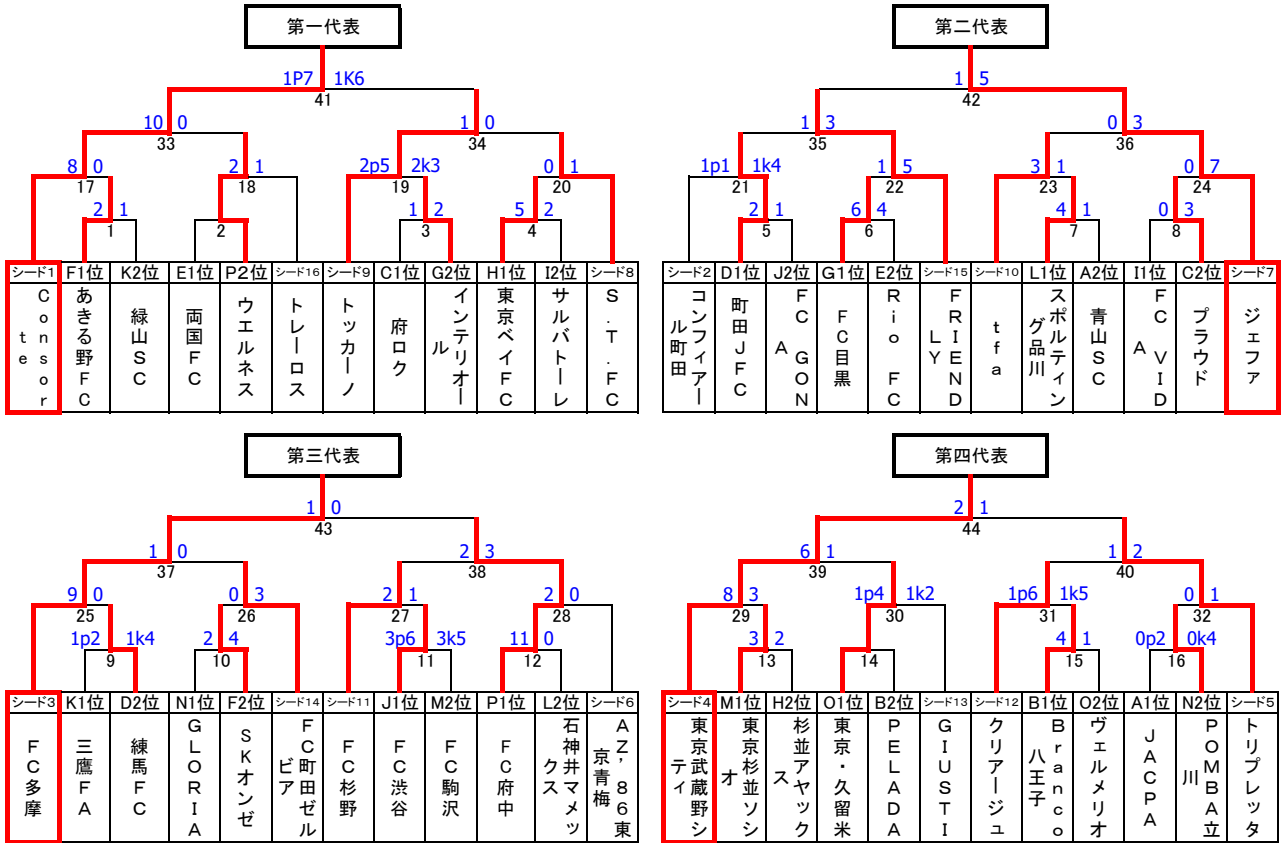 第一代表 第二代表
1P7 1K6 1 5
41 42
10 0 1 0 1 3 0 3
33 34 35 36
8 0 2 1 2p5 2k3 0 1 1p1 1k4 1 5 3 1 0 7
17 18 19 20 21 22 23 24
2 1 1 2 5 2 2 1 6 4 4 1 0 3
1 2 3 4 5 6 7 8
シード1 F1位 K2位 E1位 P2位 シード16 シード9 C1位 G2位 H1位 I2位 シード8 シード2 D1位 J2位 G1位 E2位 シード15 シード10 L1位 A2位 I1位 C2位 シード7
Consorte
あきる野FC
緑山SC
両国FC
ウエルネス
トレーロス
トッカーノ
府ロク
インテリオール
東京ベイFC
サルバトーレ
S.T.FC
コンフィアール町田
町田JFC
FC GONA
FC目黒
Rio FC
FRIENDLY
tfa
スポルティング品川
青山SC
FC VIDA
プラウド
ジェファ
第三代表 第四代表
1 0 2 1
43 44
1 0 2 3 6 1 1 2
37 38 39 40
9 0 0 3 2 1 2 0 8 3 1p4 1k2 1p6 1k5 0 1
25 26 27 28 29 30 31 32
1p2 1k4 2 4 3p6 3k5 11 0 3 2 4 1 0p2 0k4
9 10 11 12 13 14 15 16
シード3 K1位 D2位 N1位 F2位 シード14 シード11 J1位 M2位 P1位 L2位 シード6 シード4 M1位 H2位 O1位 B2位 シード13 シード12 B1位 O2位 A1位 N2位 シード5
FC多摩
三鷹FA
練馬FC
GLORIA
SKオンゼ
FC町田ゼルビア
FC杉野
FC渋谷
FC駒沢
FC府中
石神井マメックス
AZ’86東京青梅
東京武蔵野シティ
東京杉並ソシオ
杉並アヤックス
東京・久留米
PELADA
GIUSTI
クリアージュ
Branco八王子
ヴェルメリオ
JACPA
POMBA立川
トリプレッタ